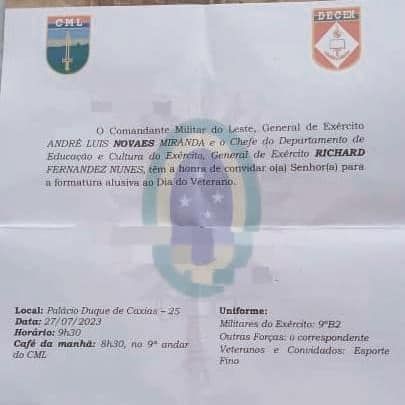 CML
DECEX
O Comandante Militar do Leste, General de Exército
ANDRÉ LUIS NOVAES MIRANDA e o Chefe do Departamento de
Educação e Cultura do Exército, General de Exército RICHARD
FERNANDEZ NUNES, têm a honra de convidar o(a) Senhor(a) para
a formatura alusiva ao Dia do Veterano.
Local: Palácio Duque de Caxias – 25
Data: 27/07/2023
Horário: 9h30
Café da manhã: 8h30, no 9º andar
do CML
Uniforme:
Militares do Exército: 9ºB2
Outras Forças: o correspondente
Veteranos e Convidados: Esporte
Fino